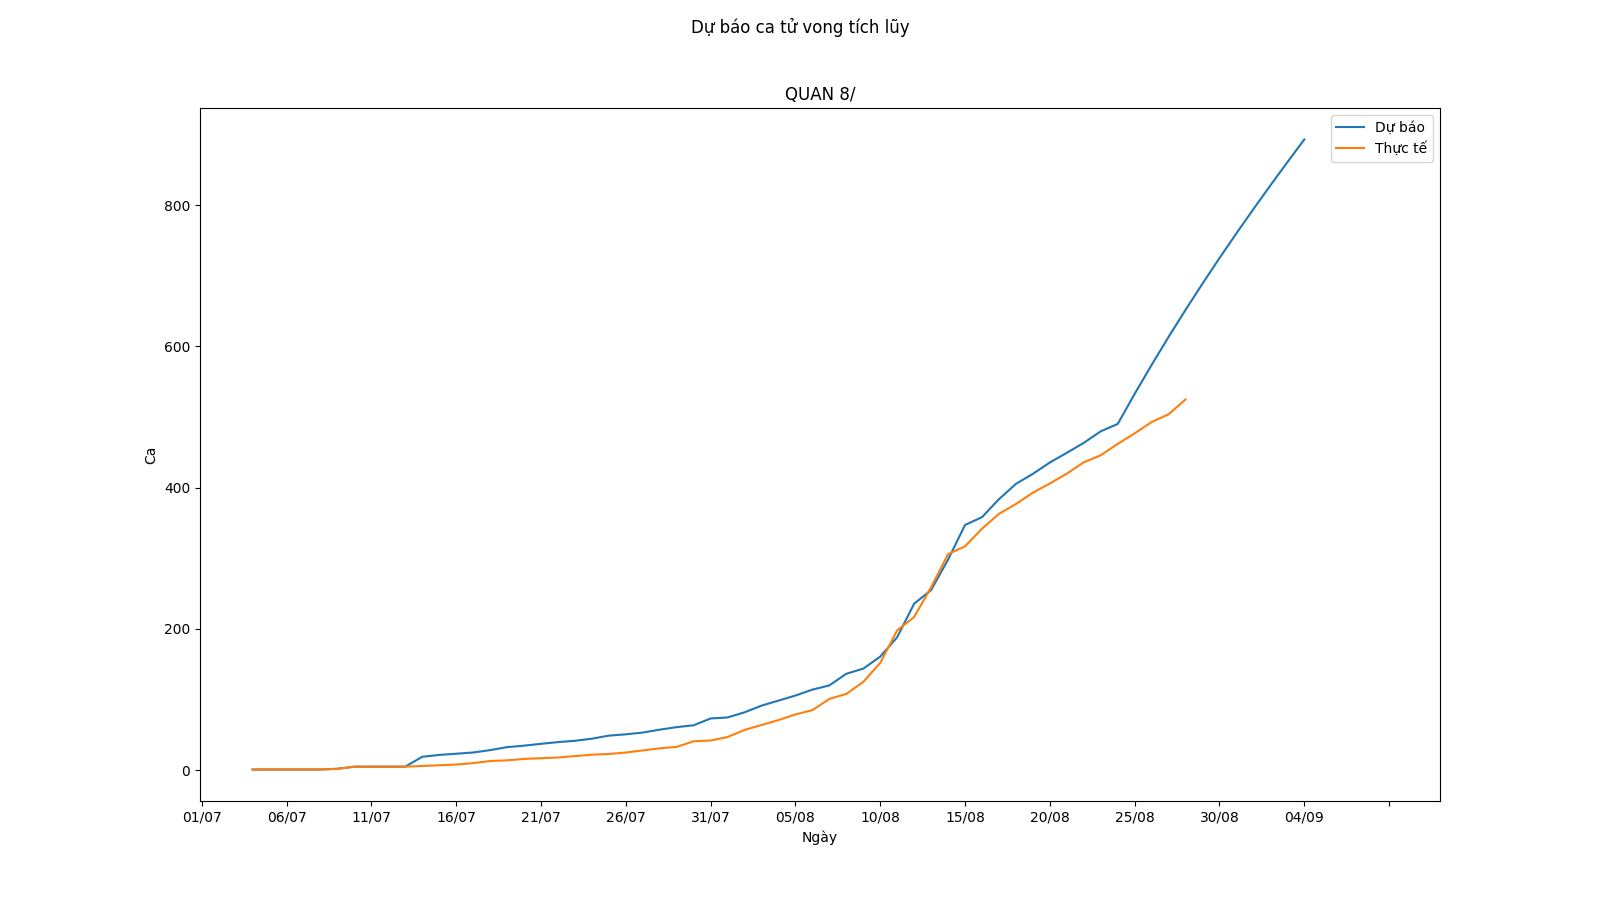 Dự báo ca tử vong tích lũy
QUAN 8/
Dự báo
Thực tế
800
600
400
200
0
Ca
01/07 06/07 11/07 16/07 21/07 26/07 31/07 05/08 10/08 15/08 20/08 25/08 30/08 04/09
Ngày